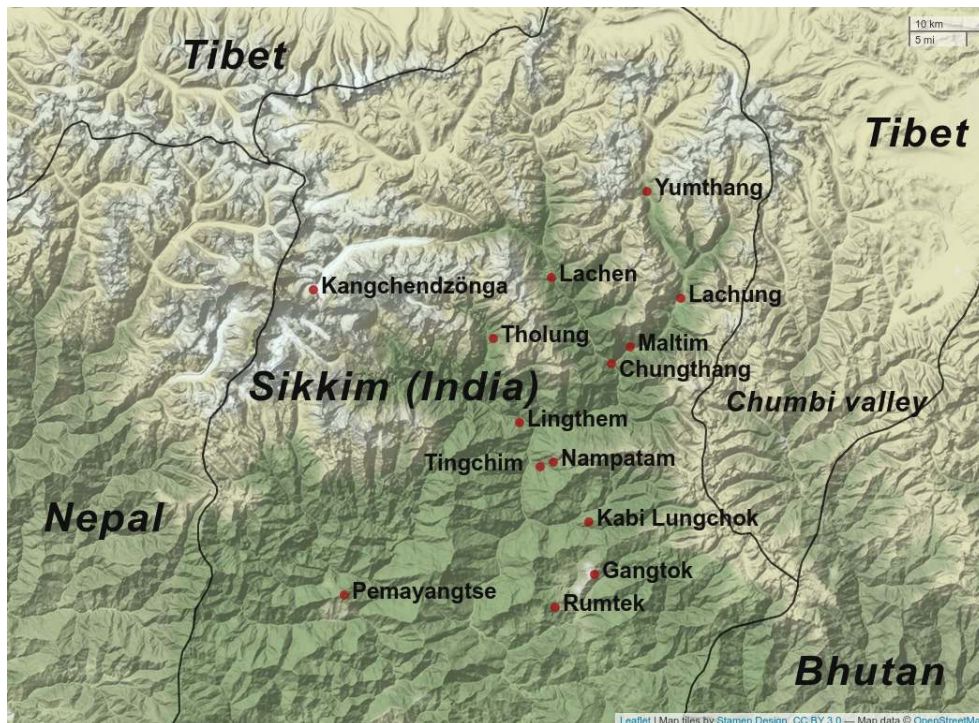 10 km
5 mi
Tibet
Tibet
Yumthang
Lachen
Kangchendzönga
Lachung
Tholung
Maltim
Chungthang
Sikkim (India)
Chumbi valley
Lingthem
Nampatam
Tingchim
Nepal
Kabi Lungchok
Gangtok
Pemayangtse
Rumtek
Bhutan
Leaflet | Map tiles by Stamen Design, CC BY 3.0 — Map data © OpenStreetM